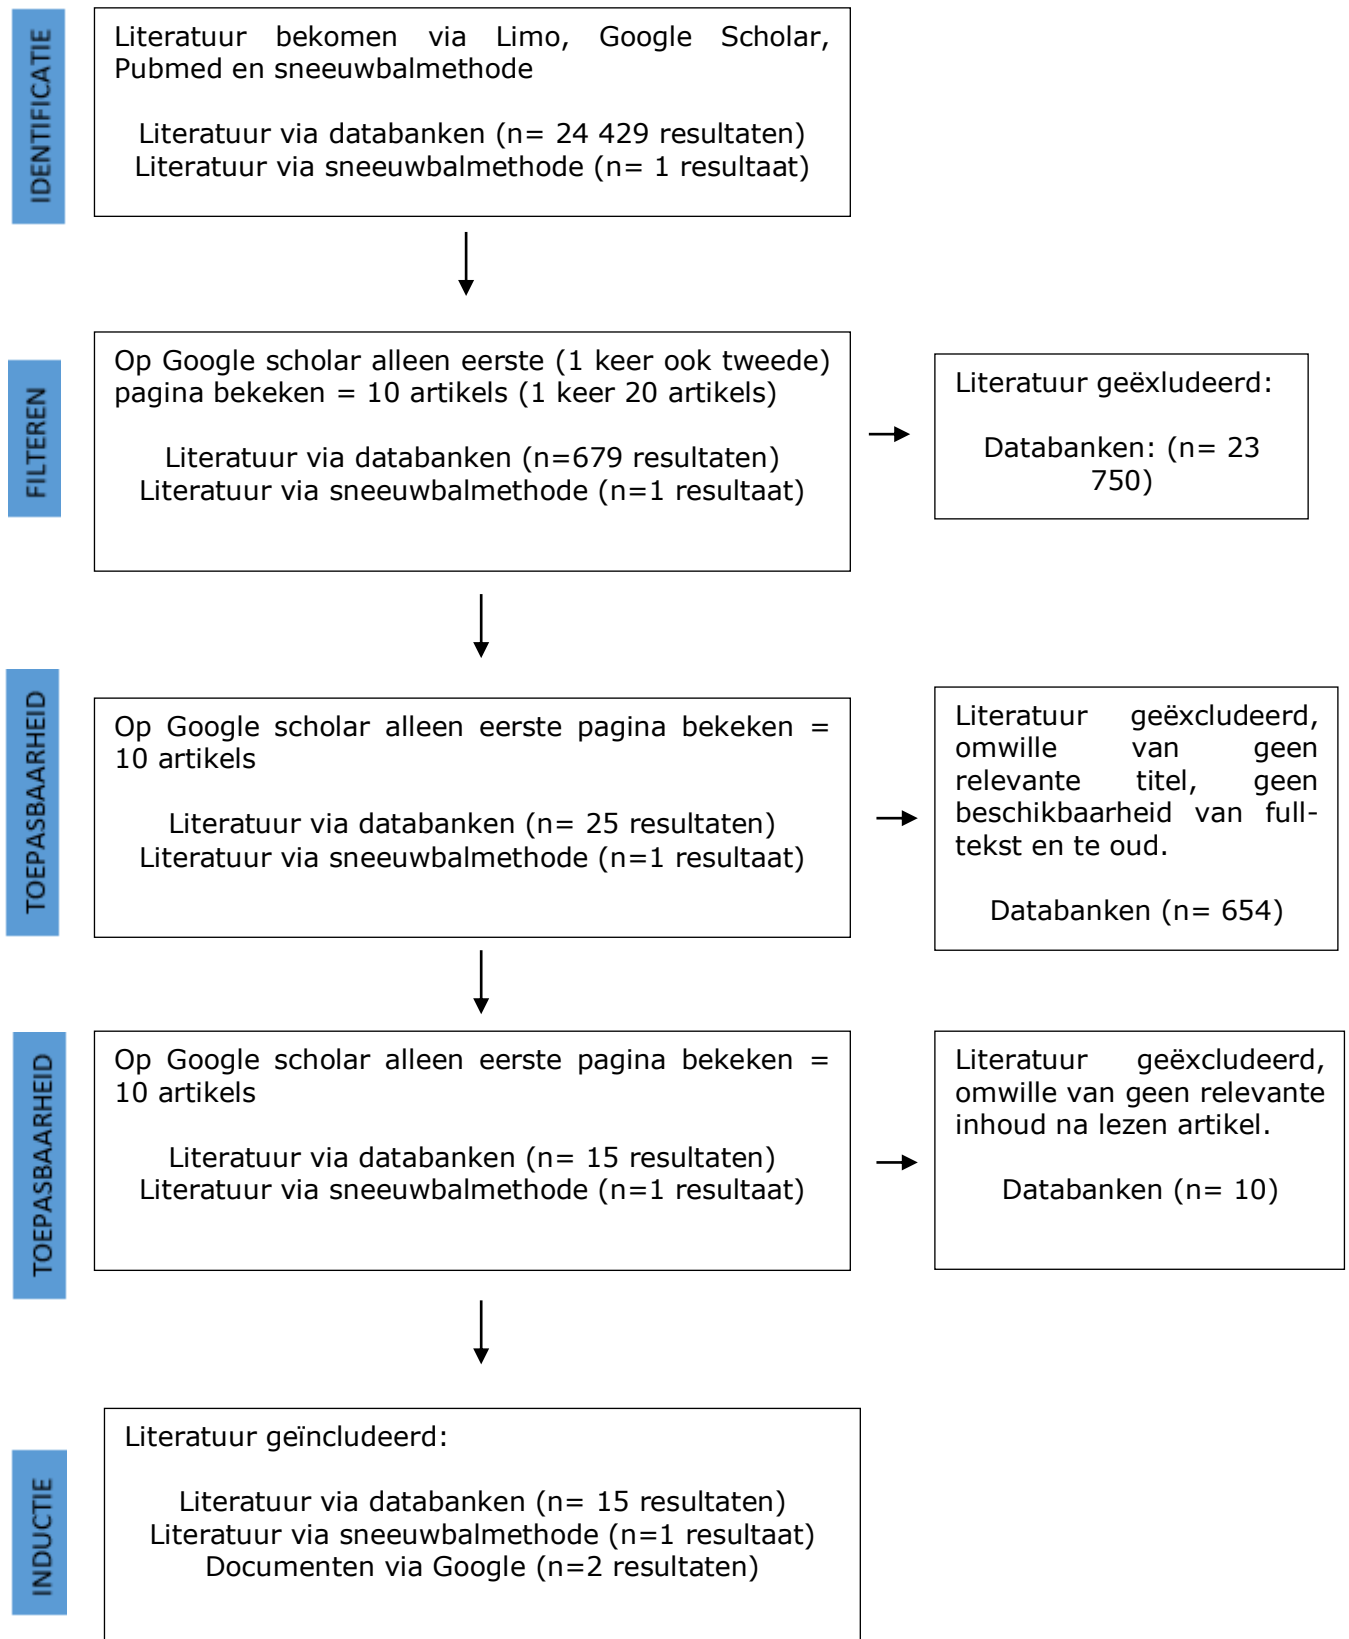 IDENTIFICATIE
Literatuur bekomen via Limo, Google Scholar,
Pubmed en sneeuwbalmethode
Literatuur via databanken (n= 24 429 resultaten)
Literatuur via sneeuwbalmethode (n= 1 resultaat)
FILTEREN
Op Google scholar alleen eerste (1 keer ook tweede)
pagina bekeken = 10 artikels (1 keer 20 artikels)
Literatuur via databanken (n=679 resultaten)
Literatuur via sneeuwbalmethode (n=1 resultaat)
Literatuur geëxludeerd:
Databanken: (n= 23
750)
TOEPASBAARHEID
Op Google scholar alleen eerste pagina bekeken =
10 artikels
Literatuur via databanken (n= 25 resultaten)
Literatuur via sneeuwbalmethode (n=1 resultaat)
Literatuur geëxcludeerd,
omwille van geen
relevante titel, geen
beschikbaarheid van full-
tekst en te oud.
Databanken (n= 654)
TOEPASBAARHEID
Op Google scholar alleen eerste pagina bekeken =
10 artikels
Literatuur via databanken (n= 15 resultaten)
Literatuur via sneeuwbalmethode (n=1 resultaat)
Literatuur geëxcludeerd,
omwille van geen relevante
inhoud na lezen artikel.
Databanken (n= 10)
INDUCTIE
Literatuur geïncludeerd:
Literatuur via databanken (n= 15 resultaten)
Literatuur via sneeuwbalmethode (n=1 resultaat)
Documenten via Google (n=2 resultaten)